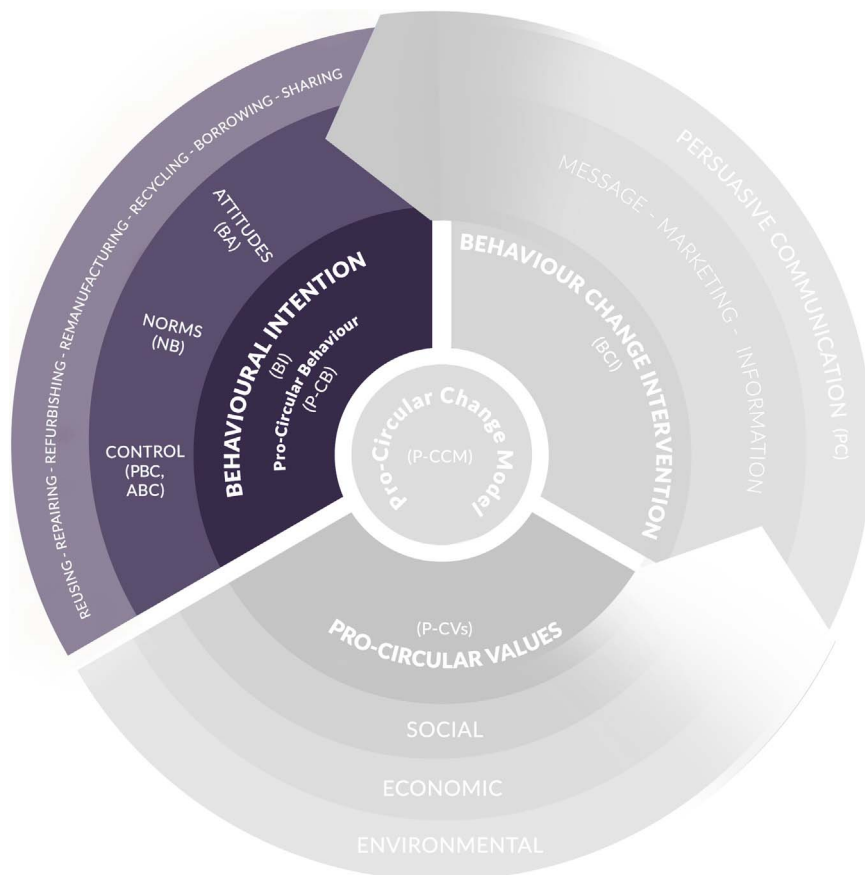 REUSING - REPAIRING - REFURBISHING - REMANUFACTURING - RECYCLING - BORROWING - SHARING
ATTITUDES
(BA)
NORMS
(NB)
CONTROL
(PBC,
ABC)
BEHAVIOURAL INTENTION
(BI)
Pro-Circular Behaviour
(P-CB)
PERSUASIVE COMMUNICATION (PC)
MESSAGE - MARKETING - INFORMATION
BEHAVIOUR CHANGE INTERVENTION
(BCI)
Pro-Circular Change Model
(P-CCM)
(P-CVs)
PRO-CIRCULAR VALUES
SOCIAL
ECONOMIC
ENVIRONMENTAL